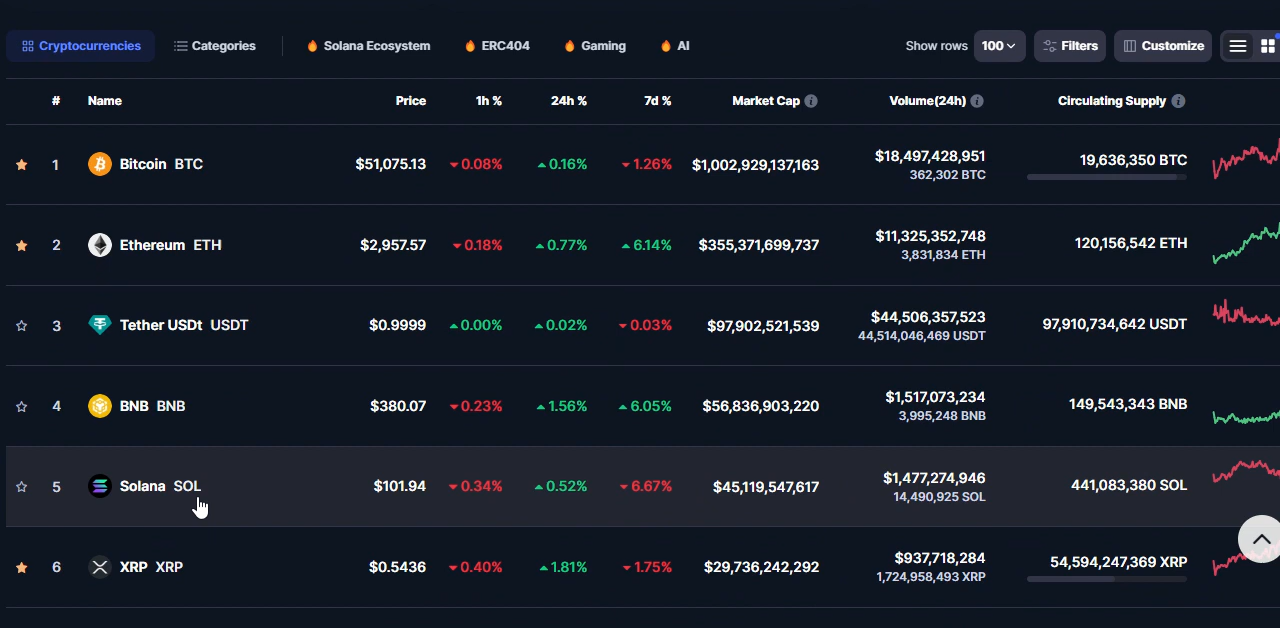 Cryptocurrencies Categories Solana Ecosystem ERC404 Gaming AI Show rows 100 Filters Customize
# Name Price 1h % 24h % 7d % Market Cap Volume(24h) Circulating Supply
1 Bitcoin BTC $51,075.13 0.08% 0.16% 1.26% $1,002,929,137,163 $18,497,428,951 19,636,350 BTC
362,302 BTC
2 Ethereum ETH $2,957.57 0.18% 0.77% 6.14% $355,371,699,737 $11,325,352,748 120,156,542 ETH
3,831,834 ETH
3 Tether USDt USDT $0.9999 0.00% 0.02% 0.03% $97,902,521,539 $44,506,357,523 97,910,734,642 USDT
44,514,046,469 USDT
4 BNB BNB $380.07 0.23% 1.56% 6.05% $56,836,903,220 $1,517,073,234 149,543,343 BNB
3,995,248 BNB
5 Solana SOL $101.94 0.34% 0.52% 6.67% $45,119,547,617 $1,477,274,946 441,083,380 SOL
14,490,925 SOL
6 XRP XRP $0.5436 0.40% 1.81% 1.75% $29,736,242,292 $937,718,284 54,594,247,369 XRP
1,724,958,493 XRP